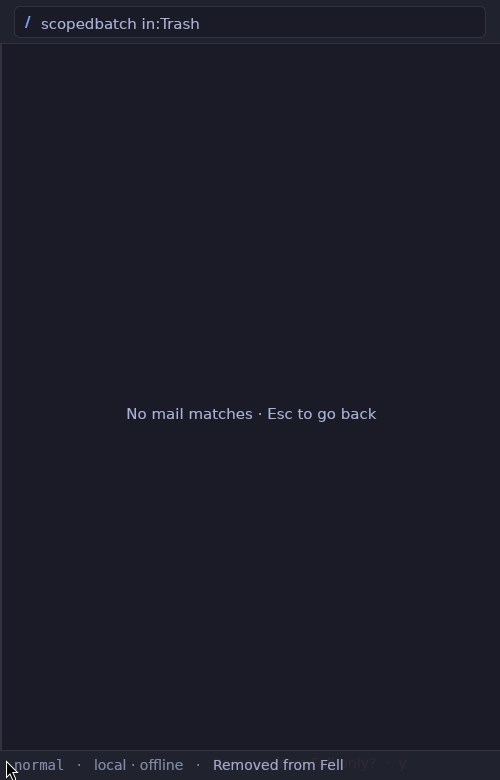 / scopedbatch in:Trash
No mail matches · Esc to go back
normal · local · offline · Removed from Fell